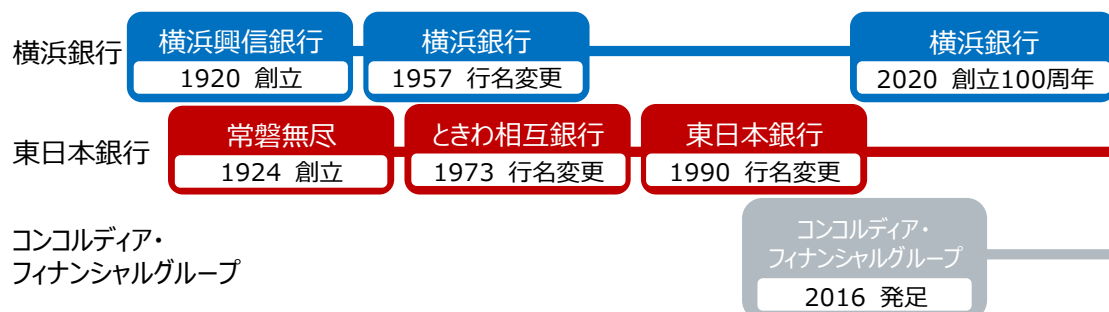 横浜銀行
横浜興信銀行
1920 創立
横浜銀行
1957 行名変更
横浜銀行
2020 創立100周年
東日本銀行
常磐無尽
1924 創立
ときわ相互銀行
1973 行名変更
東日本銀行
1990 行名変更
コンコルディア・
フィナンシャルグループ
コンコルディア・
フィナンシャルグループ
2016 発足